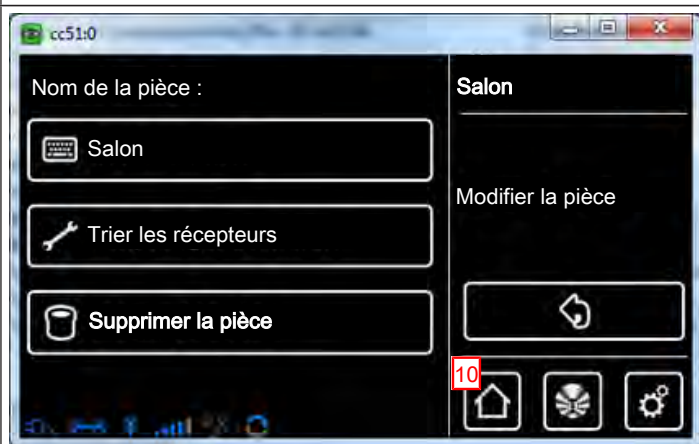 cc51:0
Nom de la pièce :
Salon
Salon
Trier les récepteurs
Modifier la pièce
Supprimer la pièce
10